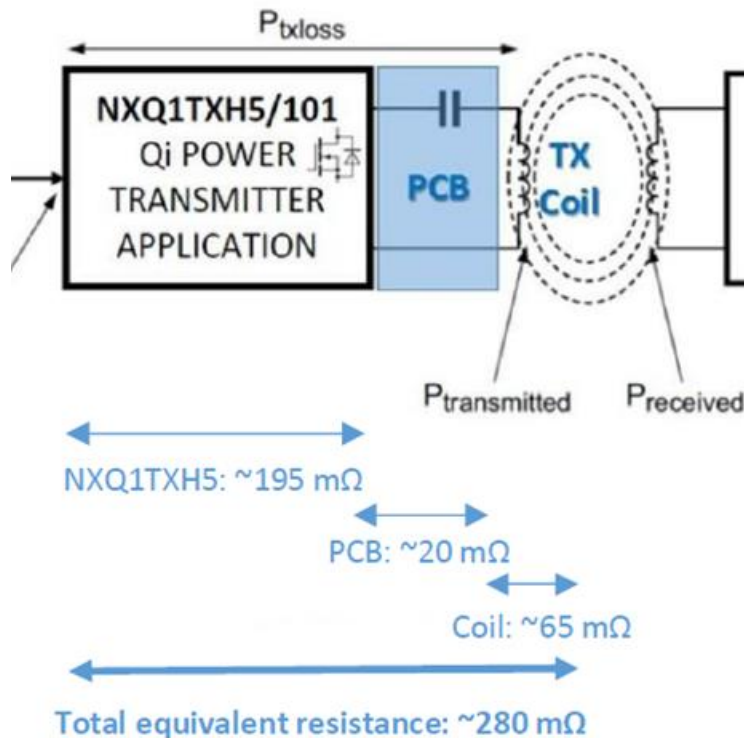 P_txloss
NXQ1TXH5/101
Qi POWER
TRANSMITTER
APPLICATION
PCB
TX
Coil
P_transmitted
P_received
NXQ1TXH5: ~195 mΩ
PCB: ~20 mΩ
Coil: ~65 mΩ
Total equivalent resistance: ~280 mΩ